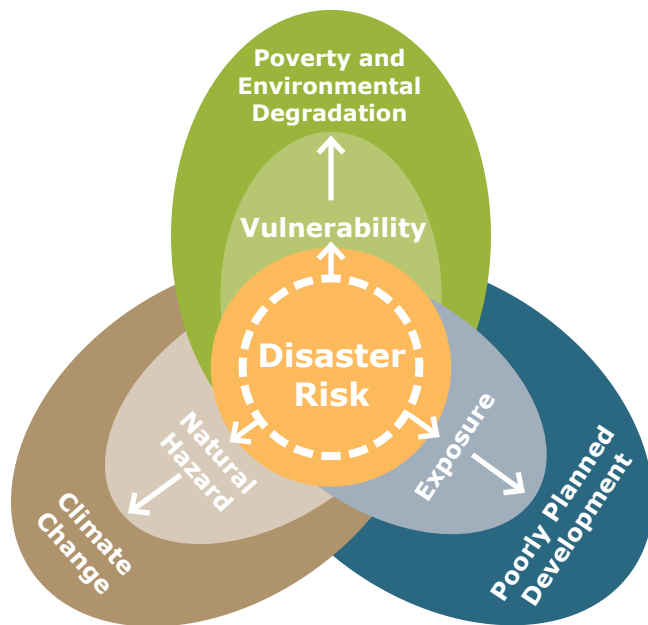 Poverty and
Environmental
Degradation
Vulnerability
Disaster
Risk
Natural
Hazard
Exposure
Climate
Change
Poorly Planned
Development